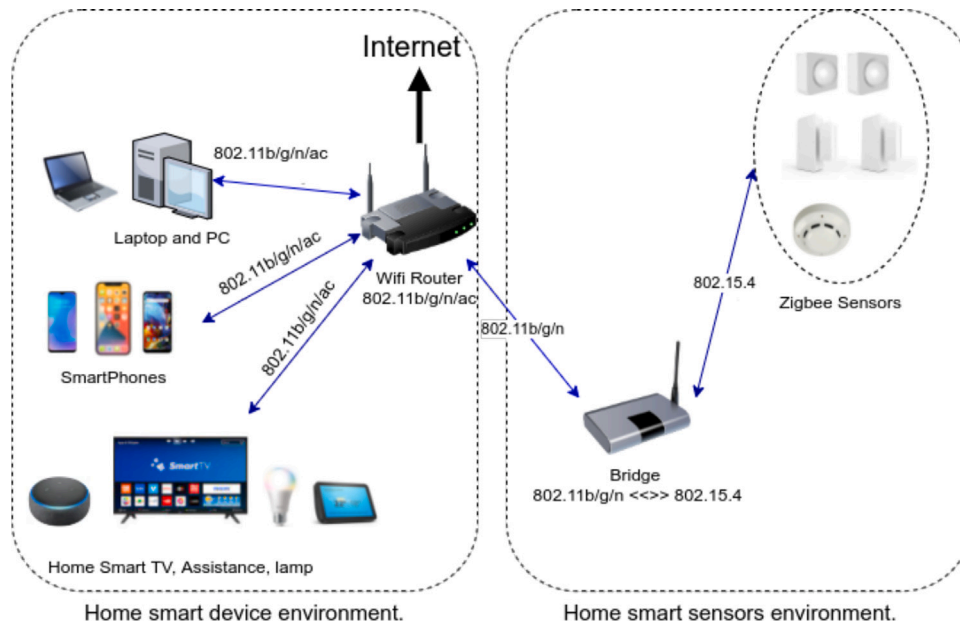 Internet
802.11b/g/n/ac
Laptop and PC
802.11b/g/n/ac
Wifi Router
802.11b/g/n/ac
SmartPhones
802.11b/g/n/ac
802.11b/g/n
802.15.4
Zigbee Sensors
Bridge
802.11b/g/n <<>> 802.15.4
SmartTV
Home Smart TV, Assistance, lamp
Home smart device environment.
Home smart sensors environment.